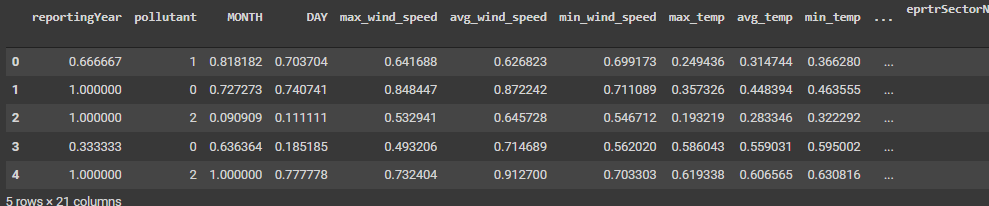 reportingYear pollutant MONTH DAY max_wind_speed avg_wind_speed min_wind_speed max_temp avg_temp min_temp ... eprtrSectorN
0 0.666667 1 0.818182 0.703704 0.641688 0.626823 0.699173 0.249436 0.314744 0.366280 ...
1 1.000000 0 0.727273 0.740741 0.848447 0.872242 0.711089 0.357326 0.448394 0.463555 ...
2 1.000000 2 0.090909 0.111111 0.532941 0.645728 0.546712 0.193219 0.283346 0.322292 ...
3 0.333333 0 0.636364 0.185185 0.493206 0.714689 0.562020 0.586043 0.559031 0.595002 ...
4 1.000000 2 1.000000 0.777778 0.732404 0.912700 0.703303 0.619338 0.606565 0.630816 ...
5 rows × 21 columns